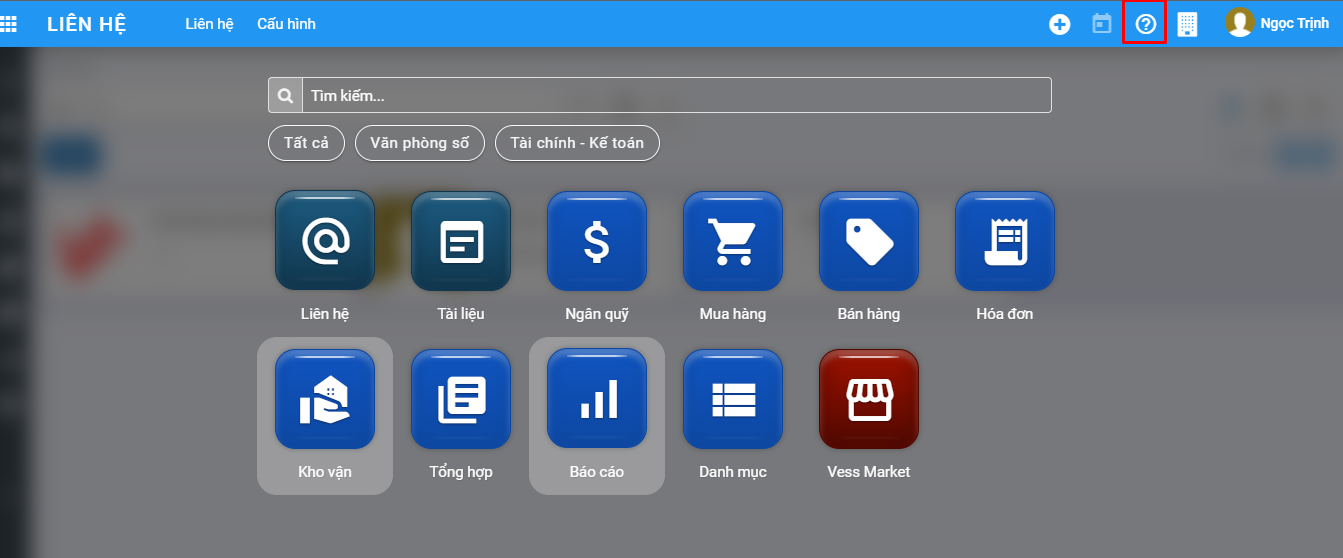 LIÊN HỆ Liên hệ Cấu hình Ngọc Trịnh
Tìm kiếm...
Tất cả Văn phòng số Tài chính - Kế toán
Liên hệ Tài liệu Ngân quỹ Mua hàng Bán hàng Hóa đơn
Kho vận Tổng hợp Báo cáo Danh mục Vess Market